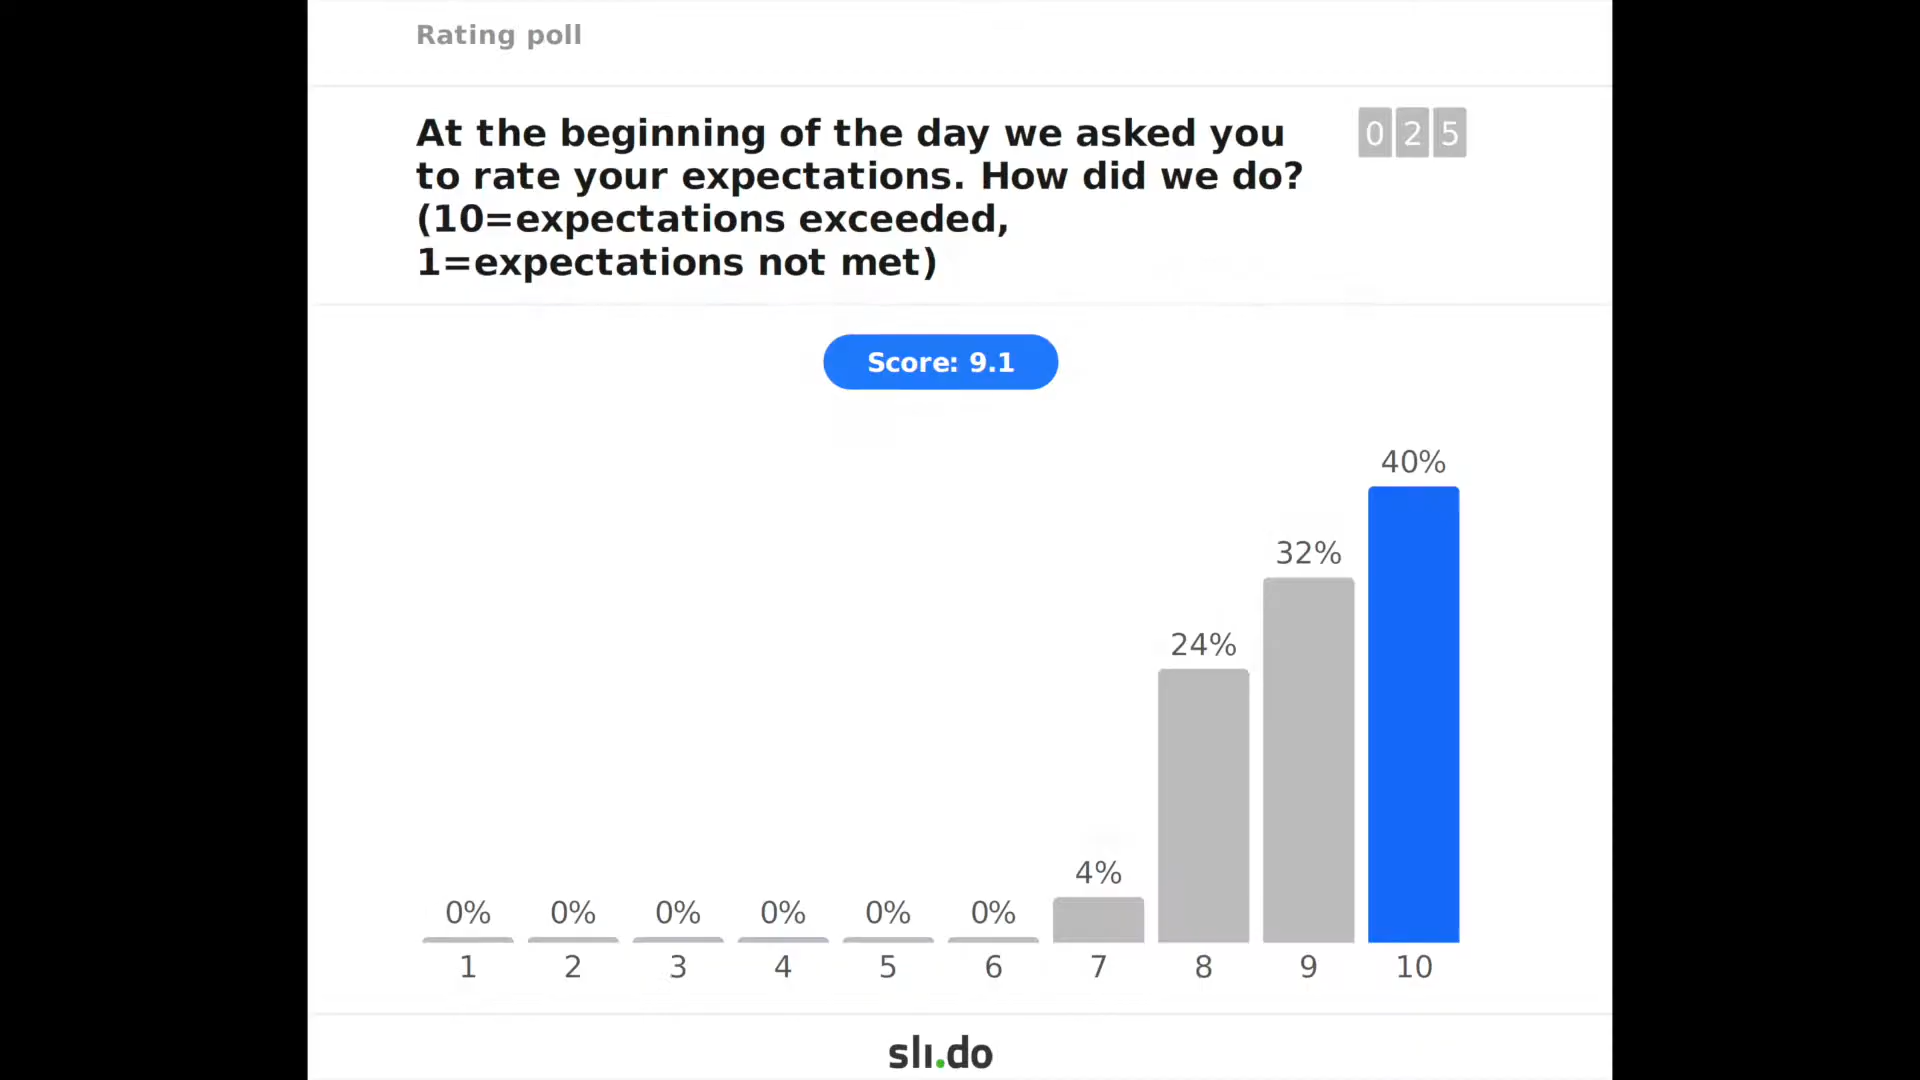 Rating poll
At the beginning of the day we asked you
to rate your expectations. How did we do?
(10=expectations exceeded,
1=expectations not met)
025
Score: 9.1
0% 0% 0% 0% 0% 0% 4% 24% 32% 40%
1 2 3 4 5 6 7 8 9 10
slı.do